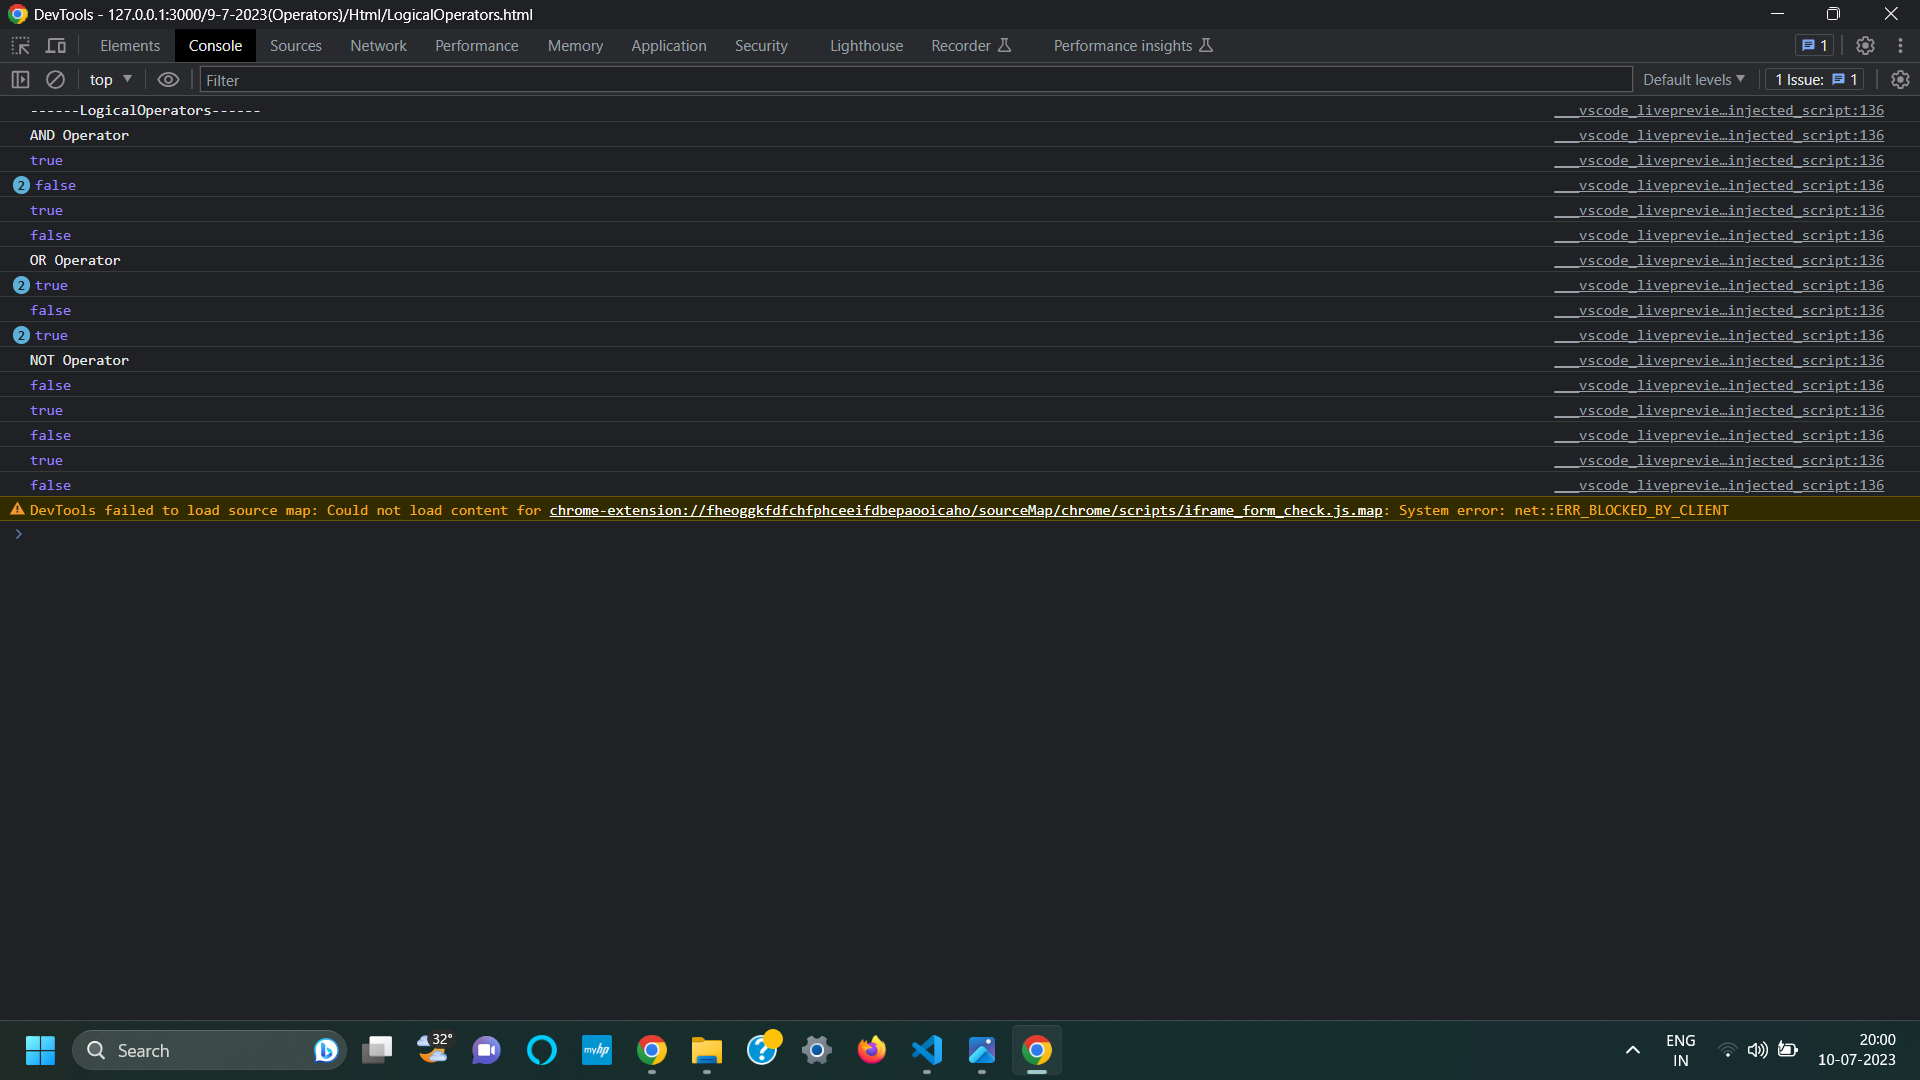 DevTools - 127.0.0.1:3000/9-7-2023(Operators)/Html/LogicalOperators.html
Elements Console Sources Network Performance Memory Application Security Lighthouse Recorder Performance insights 1
top Filter Default levels 1 Issue: 1
------LogicalOperators------ ___vscode_liveprevie…injected_script:136
AND Operator ___vscode_liveprevie…injected_script:136
true ___vscode_liveprevie…injected_script:136
2 false ___vscode_liveprevie…injected_script:136
true ___vscode_liveprevie…injected_script:136
false ___vscode_liveprevie…injected_script:136
OR Operator ___vscode_liveprevie…injected_script:136
2 true ___vscode_liveprevie…injected_script:136
false ___vscode_liveprevie…injected_script:136
2 true ___vscode_liveprevie…injected_script:136
NOT Operator ___vscode_liveprevie…injected_script:136
false ___vscode_liveprevie…injected_script:136
true ___vscode_liveprevie…injected_script:136
false ___vscode_liveprevie…injected_script:136
true ___vscode_liveprevie…injected_script:136
false ___vscode_liveprevie…injected_script:136
DevTools failed to load source map: Could not load content for chrome-extension://fheoggkfdfchfphceeifdbepaooicaho/sourceMap/chrome/scripts/iframe_form_check.js.map: System error: net::ERR_BLOCKED_BY_CLIENT
Search 32° myhp ENG 20:00
IN 10-07-2023